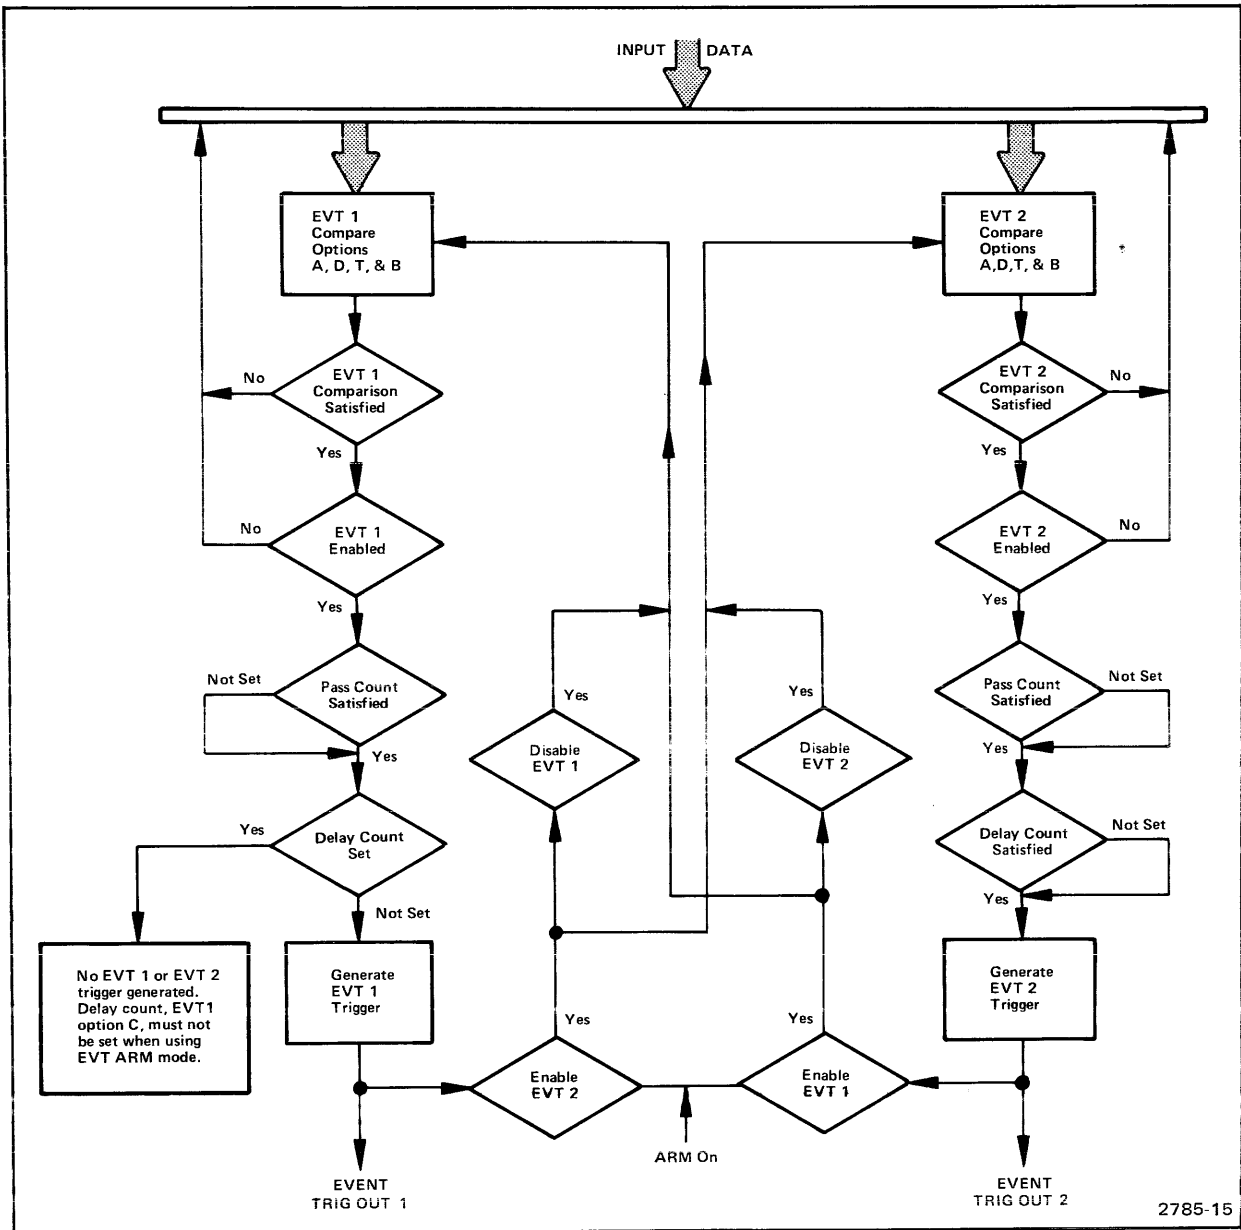 INPUT DATA
EVT 1
Compare
Options
A, D, T, & B
EVT 2
Compare
Options
A,D,T, & B
No
EVT 1
Comparison
Satisfied
EVT 2
Comparison
Satisfied
No
Yes
Yes
No
EVT 1
Enabled
EVT 2
Enabled
No
Yes
Yes
Not Set
Pass Count
Satisfied
Yes
Yes
Pass Count
Satisfied
Not Set
Yes
Disable
EVT 1
Disable
EVT 2
Yes
Yes
Delay Count
Set
Delay Count
Satisfied
Not Set
Not Set
Yes
No EVT 1 or EVT 2
trigger generated.
Delay count, EVT1
option C, must not
be set when using
EVT ARM mode.
Generate
EVT 1
Trigger
Generate
EVT 2
Trigger
Yes
Yes
Enable
EVT 2
Enable
EVT 1
ARM On
EVENT
TRIG OUT 1
EVENT
TRIG OUT 2
2785-15